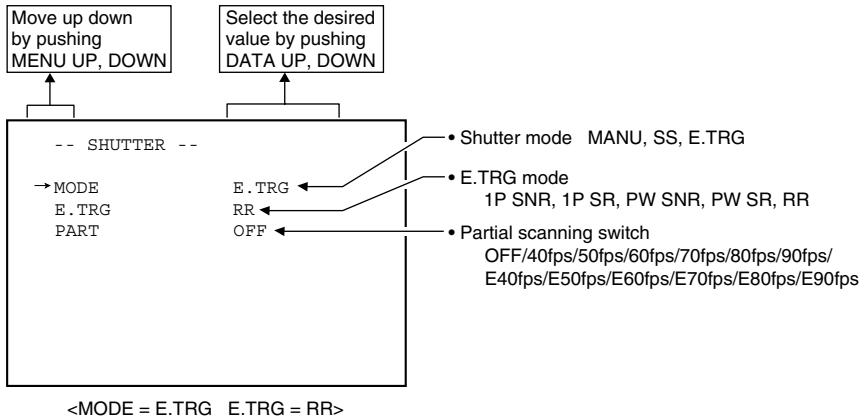 Move up down
by pushing
MENU UP, DOWN
Select the desired
value by pushing
DATA UP, DOWN
-- SHUTTER --
→MODE E.TRG
E.TRG RR
PART OFF
• Shutter mode MANU, SS, E.TRG
• E.TRG mode
1P SNR, 1P SR, PW SNR, PW SR, RR
• Partial scanning switch
OFF/40fps/50fps/60fps/70fps/80fps/90fps/
E40fps/E50fps/E60fps/E70fps/E80fps/E90fps
<MODE = E.TRG E.TRG = RR>